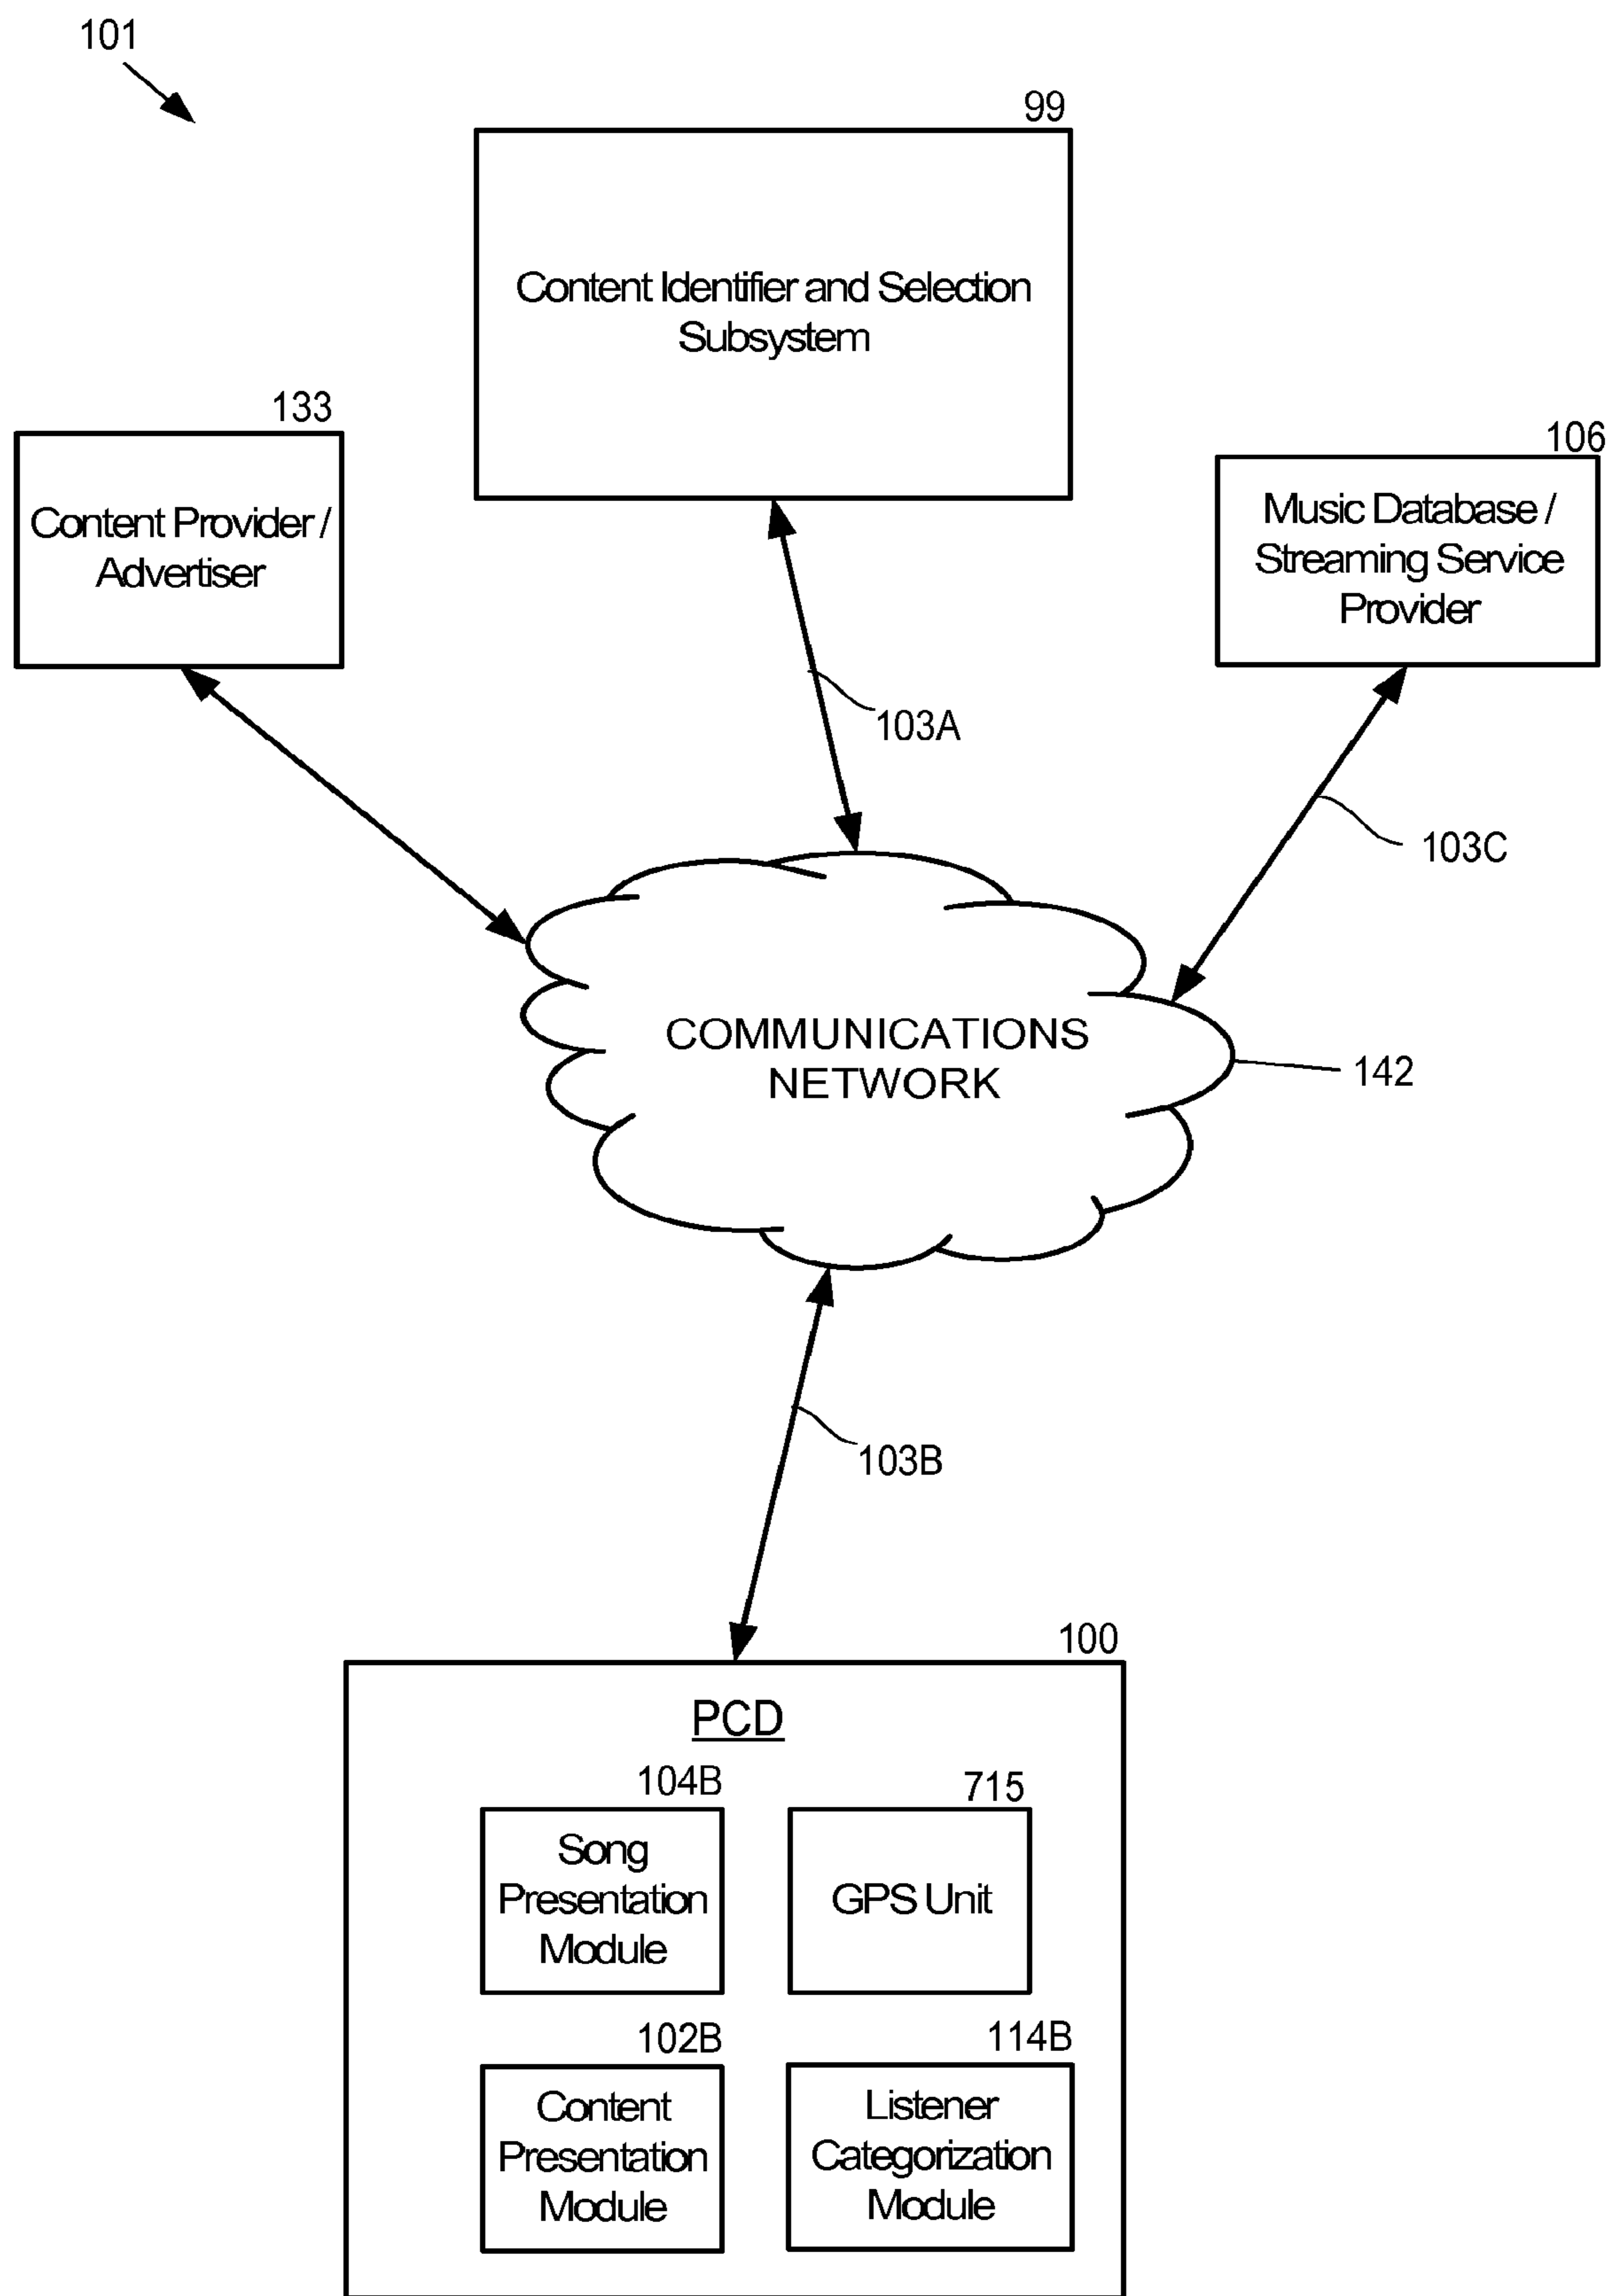 101
99
Content Identifier and Selection
Subsystem
133
Content Provider /
Advertiser
106
Music Database /
Streaming Service
Provider
103A
103C
COMMUNICATIONS
NETWORK
142
103B
100
PCD
104B
Song
Presentation
Module
715
GPS Unit
102B
Content
Presentation
Module
114B
Listener
Categorization
Module